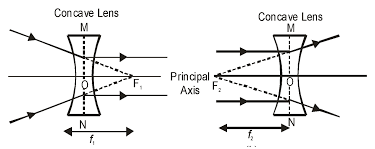 Concave Lens
M
O
F₁
N
f₁
Principal
Axis
Concave Lens
M
F₂
O
N
f₂